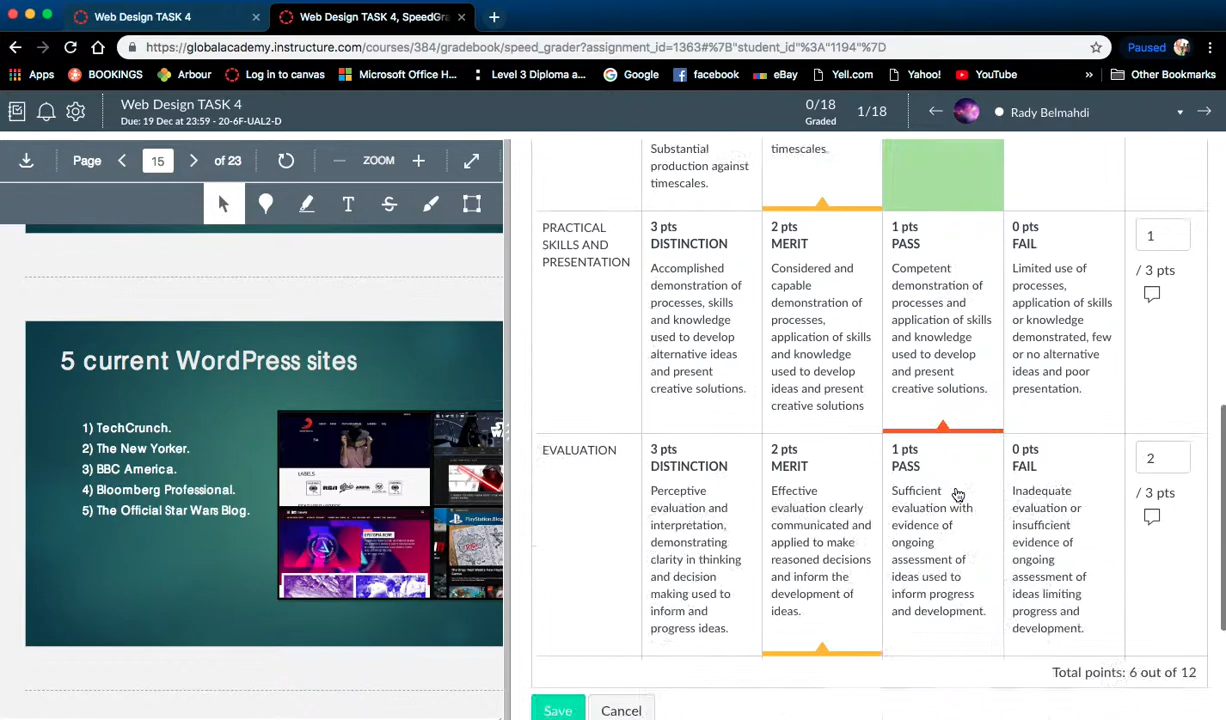 Web Design TASK 4
Web Design TASK 4, SpeedGra
https://globalacademy.instructure.com/courses/384/gradebook/speed_grader?assignment_id=1363#%7B"student_id"%3A"1194"%7D
Paused
Apps
BOOKINGS
Arbour
Log in to canvas
Microsoft Office H...
Level 3 Diploma a...
Google
facebook
eBay
Yell.com
Yahoo!
YouTube
»
Other Bookmarks
Web Design TASK 4
Due: 19 Dec at 23:59 - 20-6F-UAL2-D
0/18
Graded
1/18
Rady Belmahdi
Page
15
of 23
ZOOM
5 current WordPress sites
1) TechCrunch.
2) The New Yorker.
3) BBC America.
4) Bloomberg Professional.
5) The Official Star Wars Blog.
LABELS
Substantial
production against
timescales.
timescales.
PRACTICAL
SKILLS AND
PRESENTATION
3 pts
DISTINCTION
Accomplished
demonstration of
processes, skills
and knowledge
used to develop
alternative ideas
and present
creative solutions.
2 pts
MERIT
Considered and
capable
demonstration of
processes,
application of skills
and knowledge
used to develop
ideas and present
creative solutions
1 pts
PASS
Competent
demonstration of
processes and
application of skills
and knowledge
used to develop
and present
creative solutions.
0 pts
FAIL
Limited use of
processes,
application of skills
or knowledge
demonstrated, few
or no alternative
ideas and poor
presentation.
1
/ 3 pts
EVALUATION
3 pts
DISTINCTION
Perceptive
evaluation and
interpretation,
demonstrating
clarity in thinking
and decision
making used to
inform and
progress ideas.
2 pts
MERIT
Effective
evaluation clearly
communicated and
applied to make
reasoned decisions
and inform the
development of
ideas.
1 pts
PASS
Sufficient
evaluation with
evidence of
ongoing
assessment of
ideas used to
inform progress
and development.
0 pts
FAIL
Inadequate
evaluation or
insufficient
evidence of
ongoing
assessment of
ideas limiting
progress and
development.
2
/ 3 pts
Total points: 6 out of 12
Save
Cancel